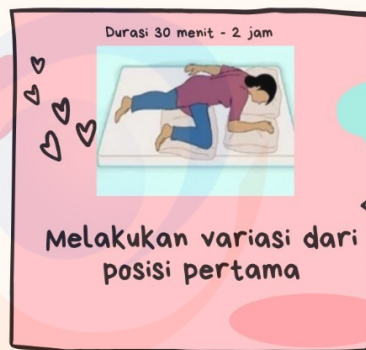 Durasi 30 menit - 2 jam
Melakukan variasi dari
posisi pertama